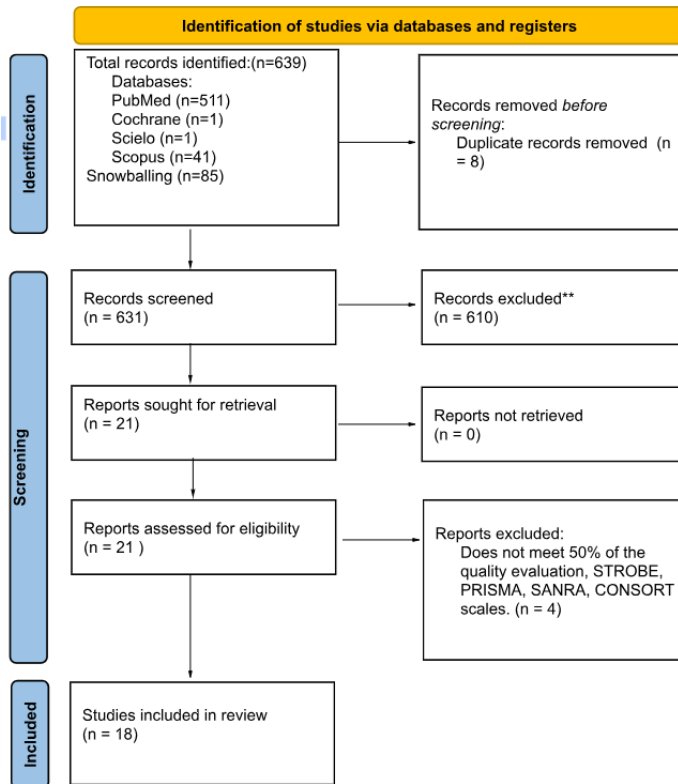 Identification of studies via databases and registers
Identification
Total records identified:(n=639)
Databases:
PubMed (n=511)
Cochrane (n=1)
Scielo (n=1)
Scopus (n=41)
Snowballing (n=85)
Records removed before
screening:
Duplicate records removed (n
= 8)
Screening
Records screened
(n = 631)
Records excluded**
(n = 610)
Reports sought for retrieval
(n = 21)
Reports not retrieved
(n = 0)
Reports assessed for eligibility
(n = 21 )
Reports excluded:
Does not meet 50% of the
quality evaluation, STROBE,
PRISMA, SANRA, CONSORT
scales. (n = 4)
Included
Studies included in review
(n = 18)